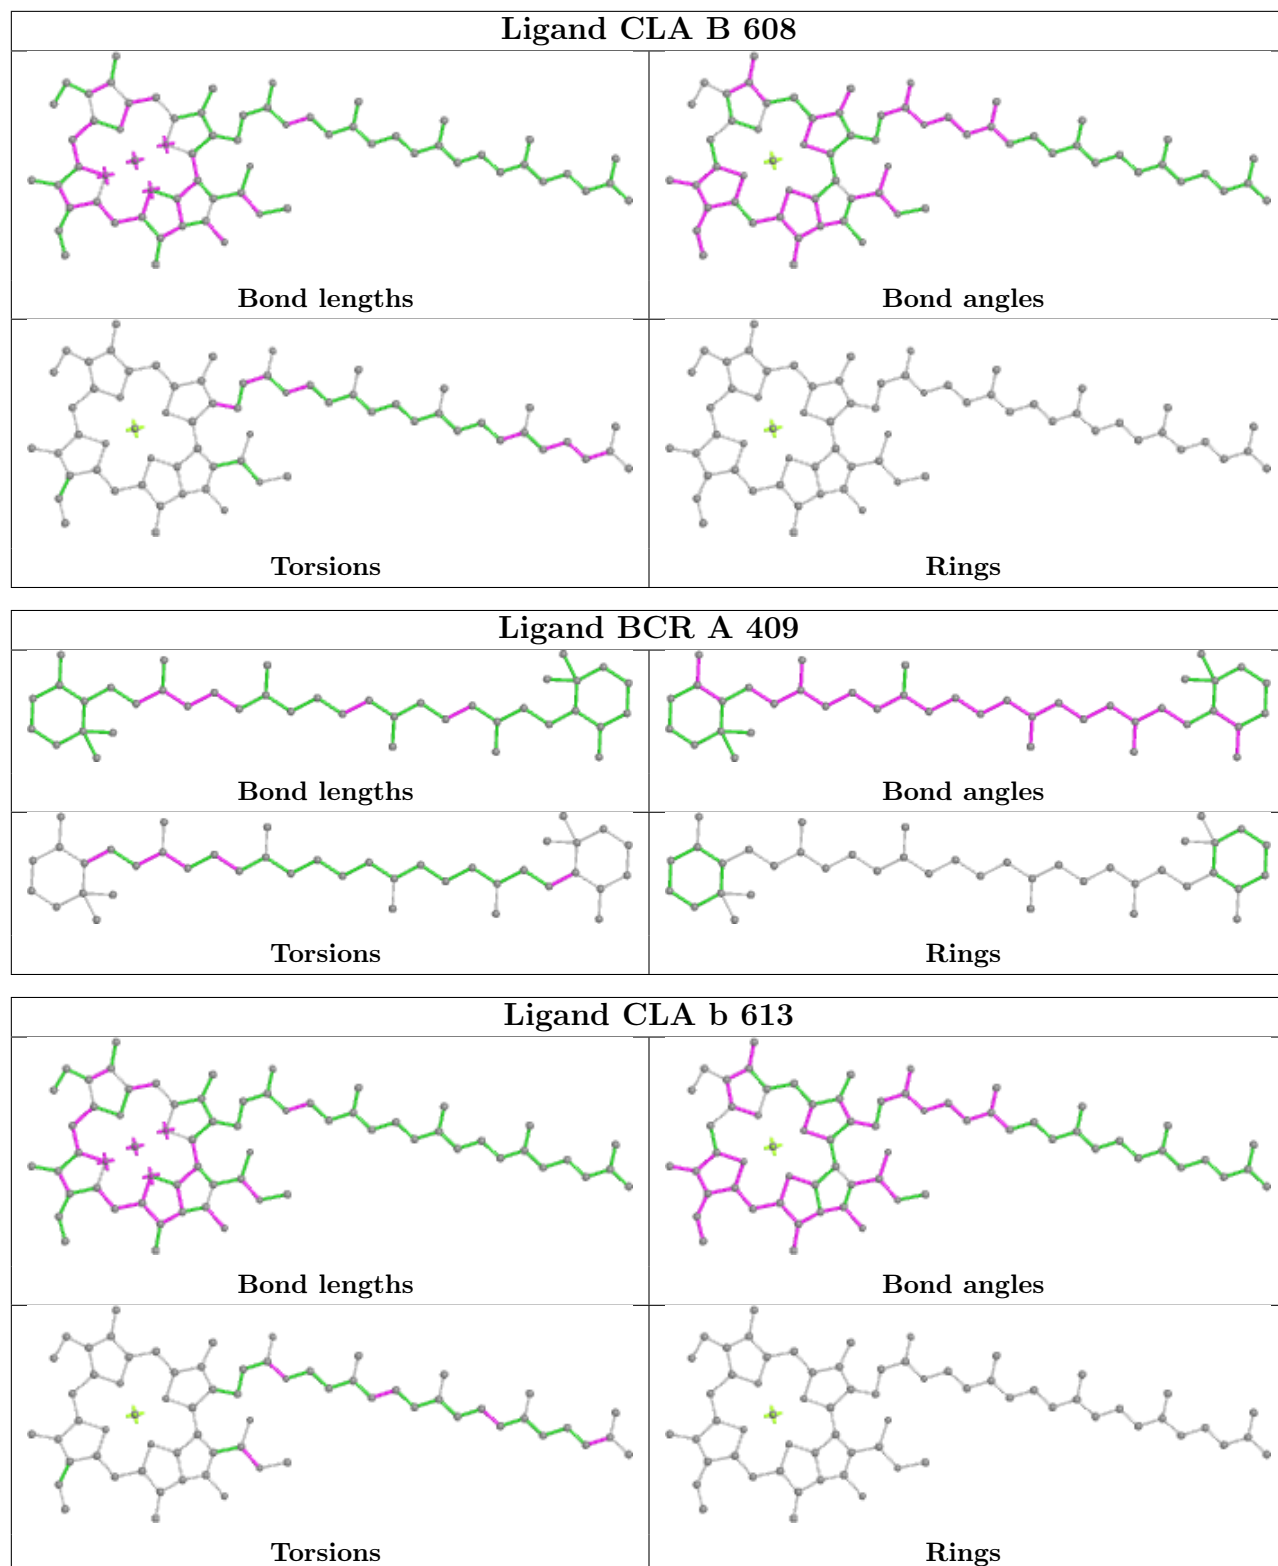 Ligand CLA B 608
Bond lengths
Bond angles
Torsions
Rings
Ligand BCR A 409
Bond lengths
Bond angles
Torsions
Rings
Ligand CLA b 613
Bond lengths
Bond angles
Torsions
Rings